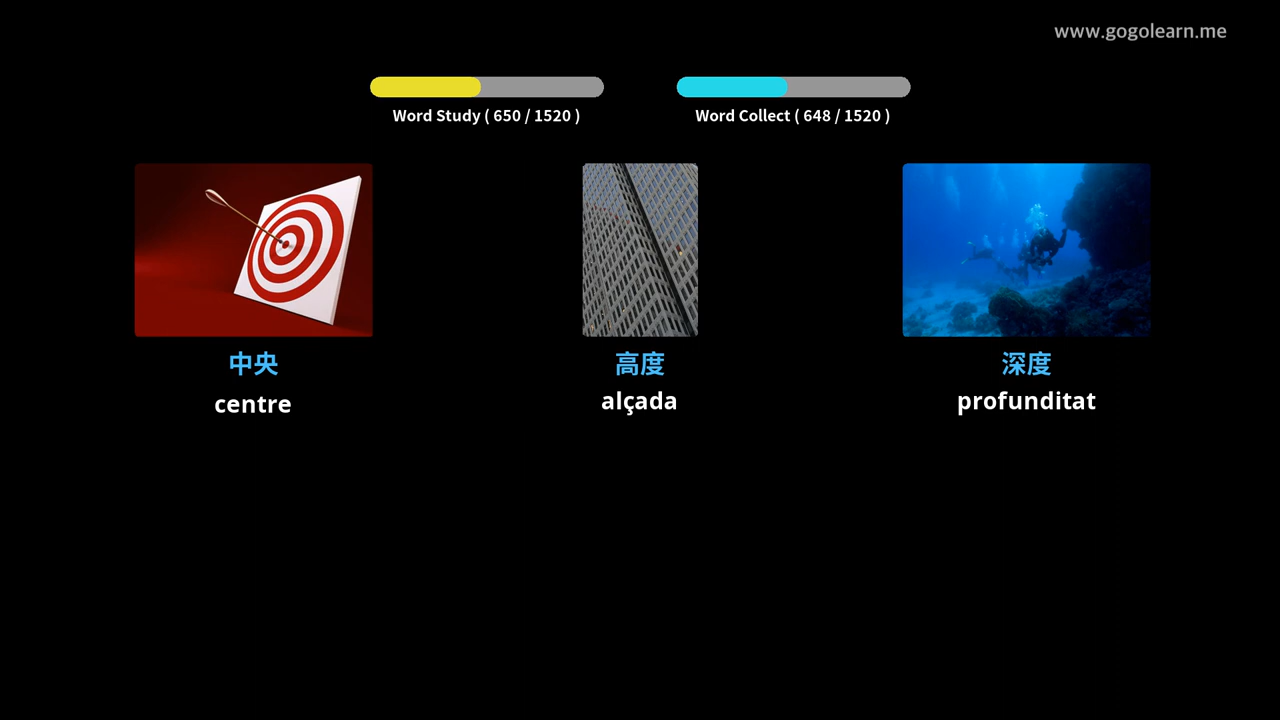 www.gogolearn.me
Word Study ( 650 / 1520 )
Word Collect ( 648 / 1520 )
中央
高度
深度
centre
alçada
profunditat